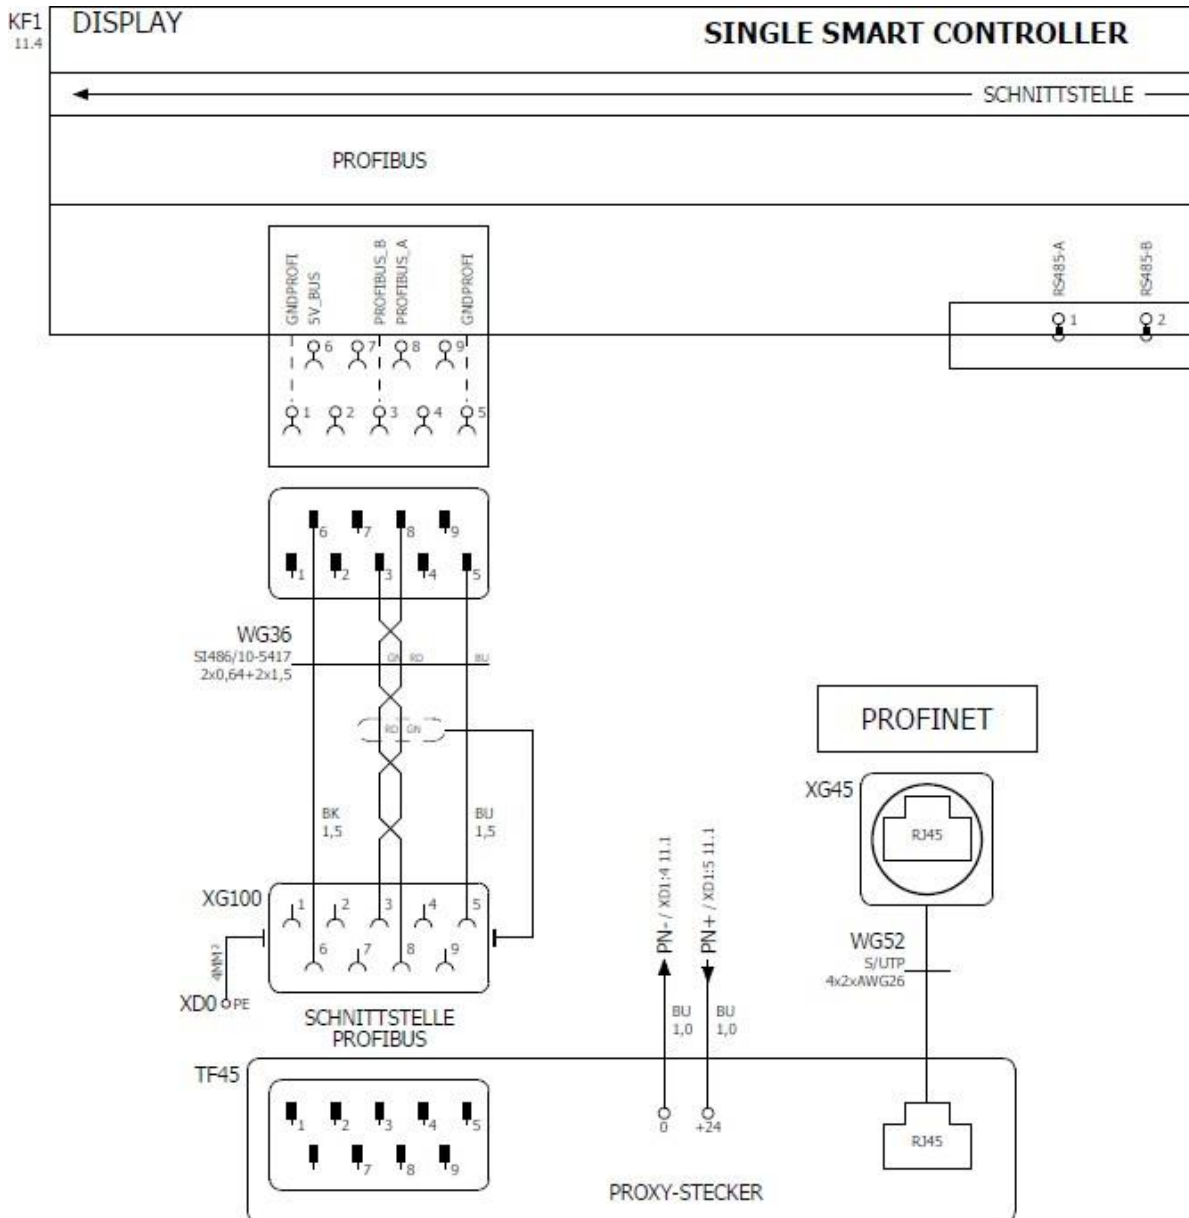 KF1 DISPLAY SINGLE SMART CONTROLLER
11.4
SCHNITTSTELLE
PROFIBUS
GNDPROFI
5V_BUS
PROFIBUS_B
PROFIBUS_A
GNDPROFI
RS485-A
RS485-B
1 2
6 7 8 9
1 2 3 4 5
6 7 8 9
1 2 3 4 5
WG36
SI486/10-5417
2x0,64+2x1,5
GN RD BU
RD GN
PROFINET
XG45
RJ45
BK
1,5
BU
1,5
PN- / XD1:4 11.1
PN+ / XD1:5 11.1
XG100
1 2 3 4 5
6 7 8 9
4MM²
XD0 PE
SCHNITTSTELLE
PROFIBUS
WG52
S/UTP
4x2xAWG26
BU
1,0
BU
1,0
TF45
1 2 3 4 5
7 8 9
0 +24
RJ45
PROXY-STECKER